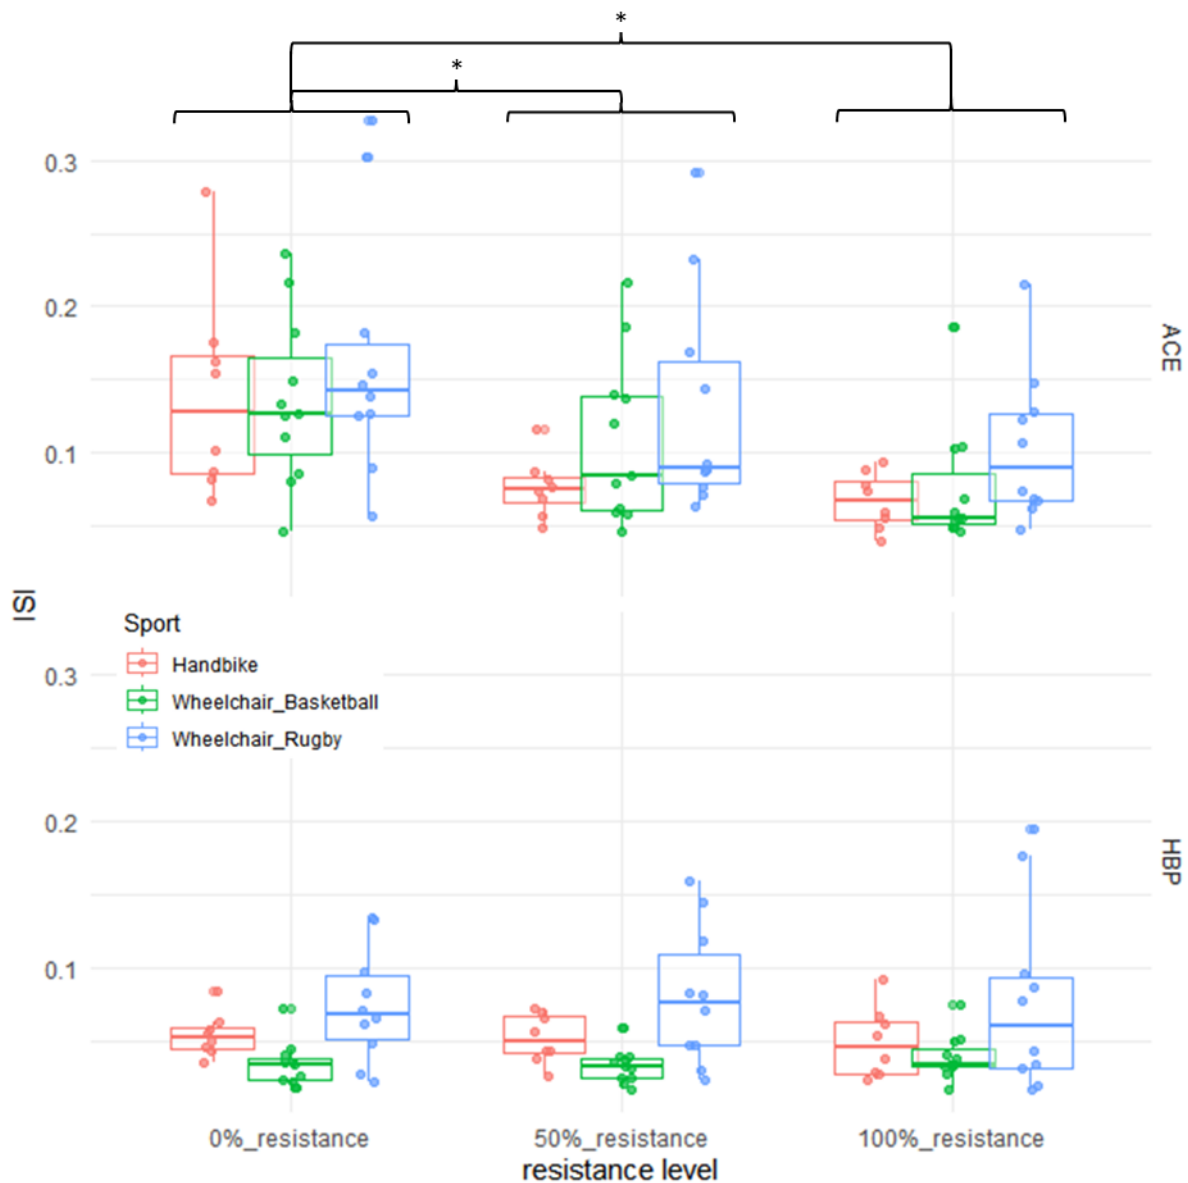 *
*
0.3
0.2
0.1
ACE
ISI
Sport
Handbike
Wheelchair_Basketball
Wheelchair_Rugby
0.3
0.2
0.1
HBP
0%_resistance
50%_resistance
100%_resistance
resistance level